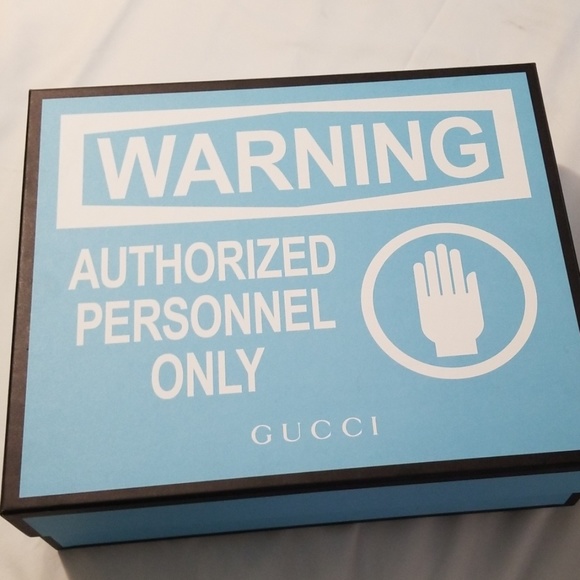 WARNING
AUTHORIZED
PERSONNEL
ONLY
GUCCI